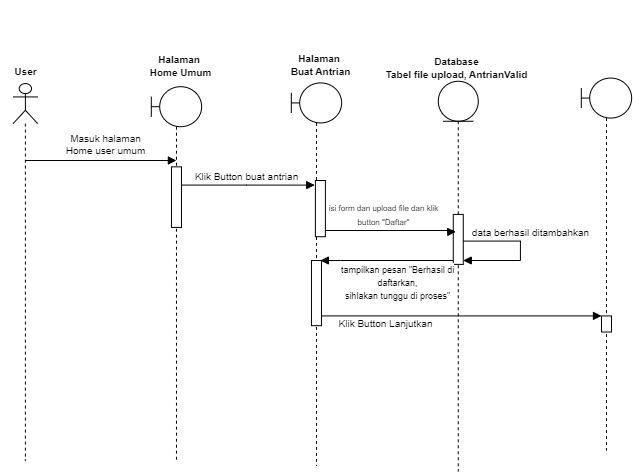 User
Halaman
Home Umum
Halaman
Buat Antrian
Database
Tabel file upload, AntrianValid
Masuk halaman
Home user umum
Klik Button buat antrian
isi form dan upload file dan klik
button "Daftar"
data berhasil ditambahkan
tampilkan pesan "Berhasil di
daftarkan,
sihlakan tunggu di proses"
Klik Button Lanjutkan